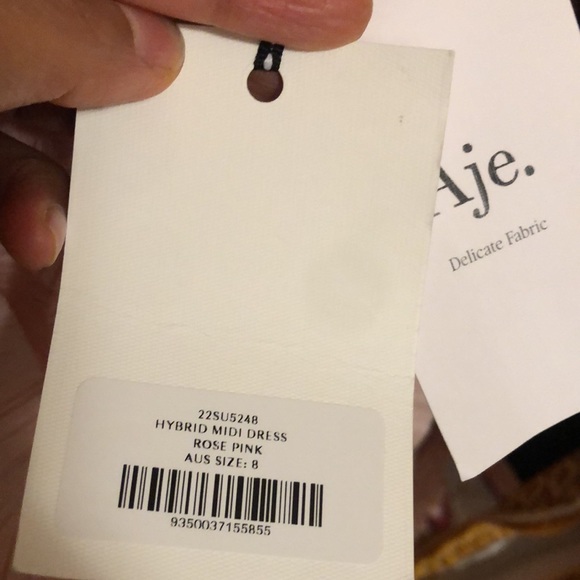 Aje.
Delicate Fabric
22SU5248
HYBRID MIDI DRESS
ROSE PINK
AUS SIZE: 8
9350037155855